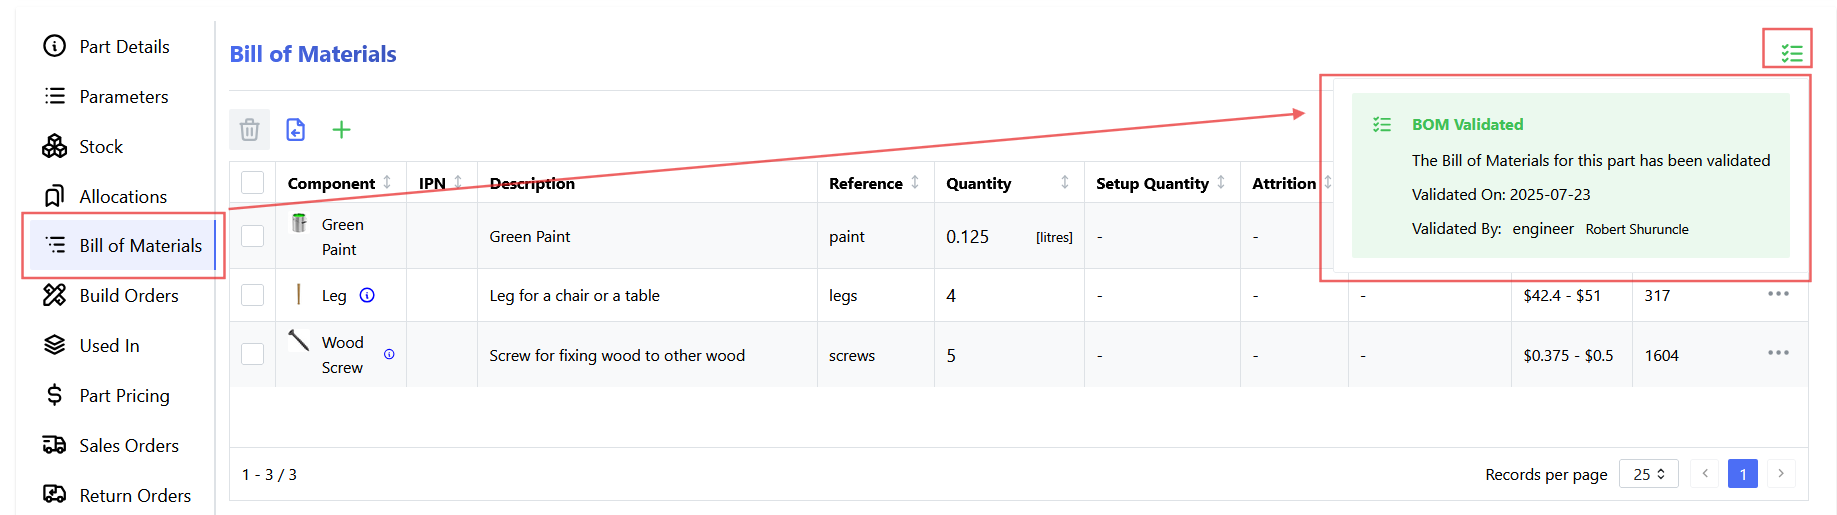 Part Details
Parameters
Stock
Allocations
Bill of Materials
Build Orders
Used In
Part Pricing
Sales Orders
Return Orders
Bill of Materials
BOM Validated
The Bill of Materials for this part has been validated
Validated On: 2025-07-23
Validated By: engineer Robert Shuruncle
Component IPN Description Reference Quantity Setup Quantity Attrition
Green Paint Green Paint paint 0.125 [litres] - -
Leg Leg for a chair or a table legs 4 - - - $42.4 - $51 317
Wood Screw Screw for fixing wood to other wood screws 5 - - - $0.375 - $0.5 1604
1 - 3 / 3
Records per page 25 1